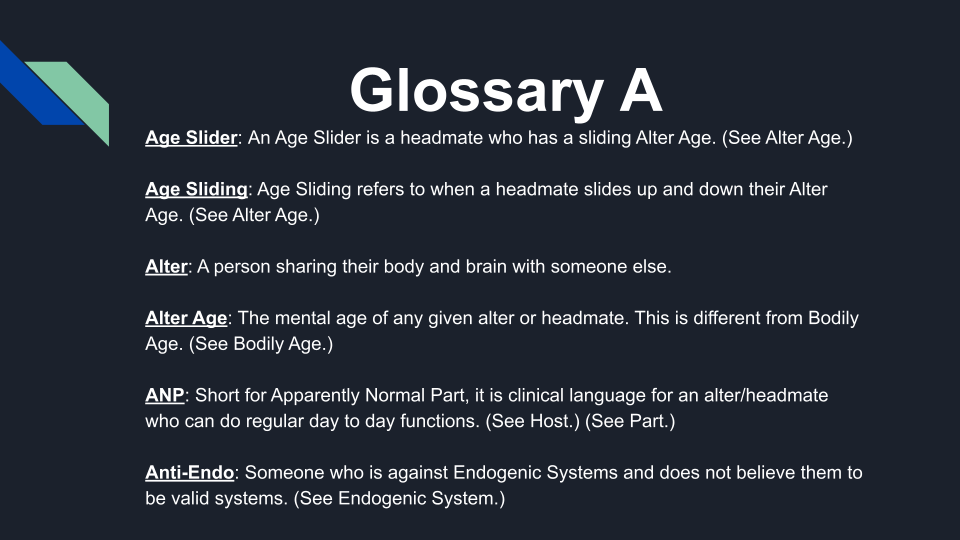 Glossary A
Age Slider: An Age Slider is a headmate who has a sliding Alter Age. (See Alter Age.)
Age Sliding: Age Sliding refers to when a headmate slides up and down their Alter
Age. (See Alter Age.)
Alter: A person sharing their body and brain with someone else.
Alter Age: The mental age of any given alter or headmate. This is different from Bodily
Age. (See Bodily Age.)
ANP: Short for Apparently Normal Part, it is clinical language for an alter/headmate
who can do regular day to day functions. (See Host.) (See Part.)
Anti-Endo: Someone who is against Endogenic Systems and does not believe them to
be valid systems. (See Endogenic System.)